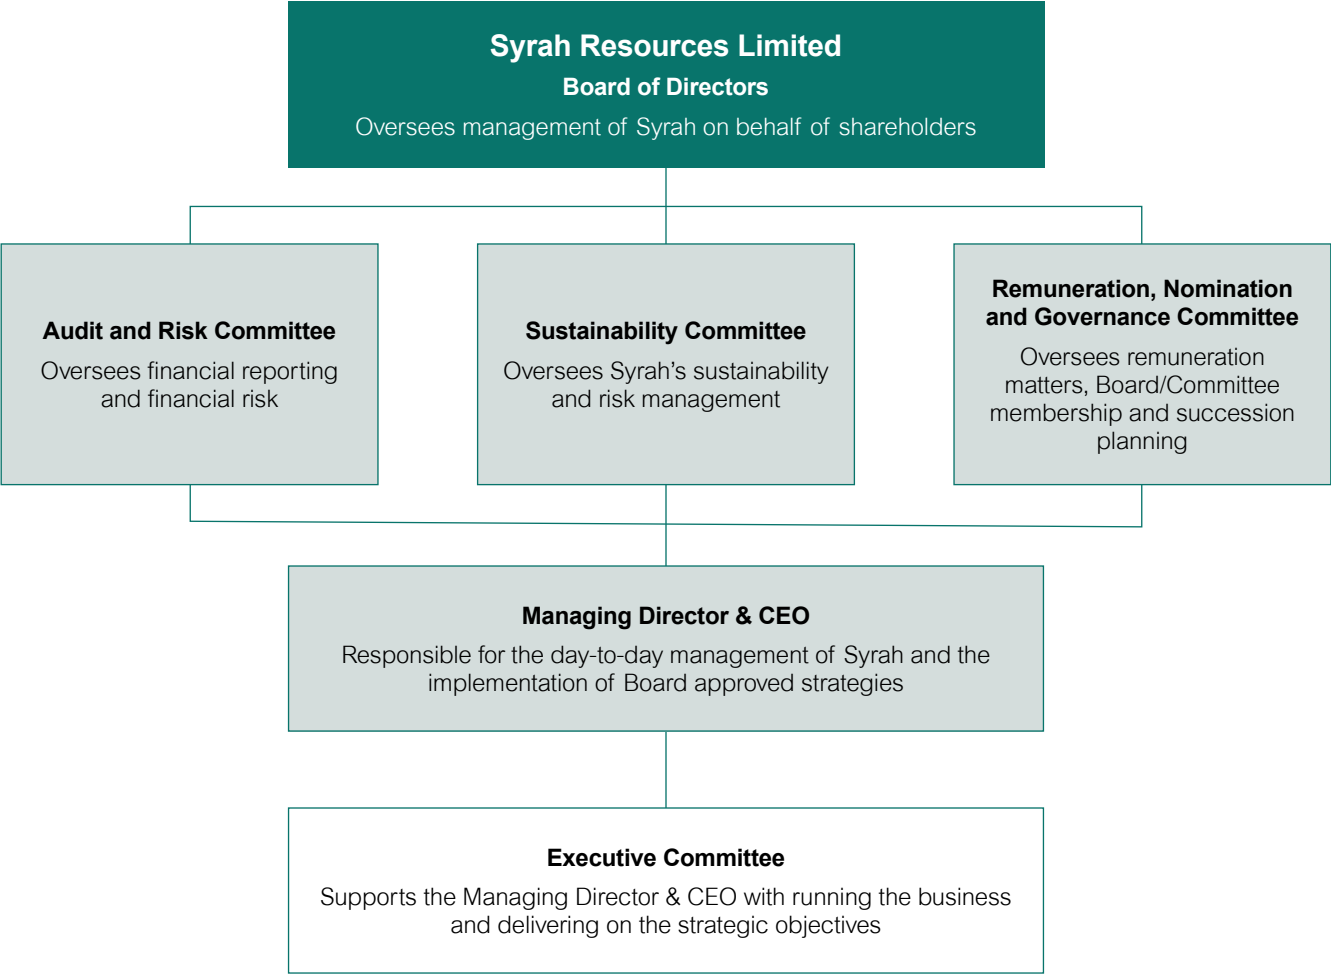 Syrah Resources Limited
Board of Directors
Oversees management of Syrah on behalf of shareholders
Audit and Risk Committee
Oversees financial reporting
and financial risk
Sustainability Committee
Oversees Syrah’s sustainability
and risk management
Remuneration, Nomination
and Governance Committee
Oversees remuneration
matters, Board/Committee
membership and succession
planning
Managing Director & CEO
Responsible for the day-to-day management of Syrah and the
implementation of Board approved strategies
Executive Committee
Supports the Managing Director & CEO with running the business
and delivering on the strategic objectives